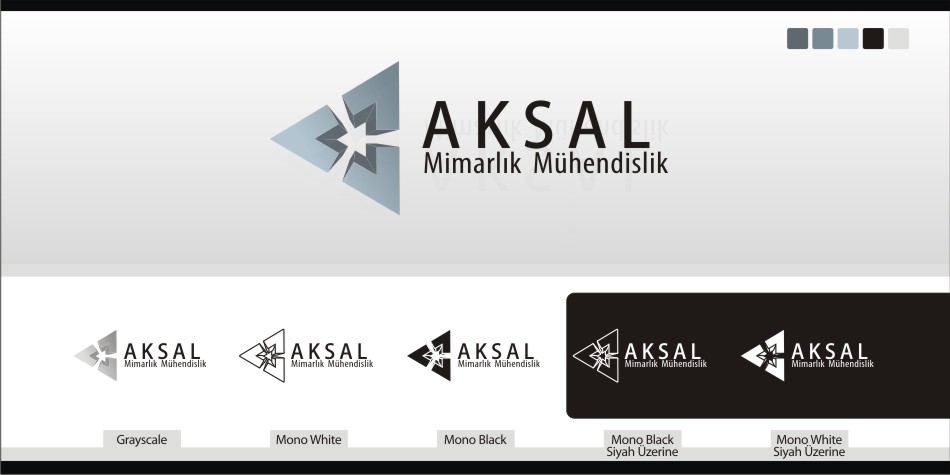 AKSAL
Mimarlık Mühendislik
AKSAL
Mimarlık Mühendislik
AKSAL
Mimarlık Mühendislik
AKSAL
Mimarlık Mühendislik
AKSAL
Mimarlık Mühendislik
AKSAL
Mimarlık Mühendislik
Grayscale
Mono White
Mono Black
Mono Black
Siyah Üzerine
Mono White
Siyah Üzerine